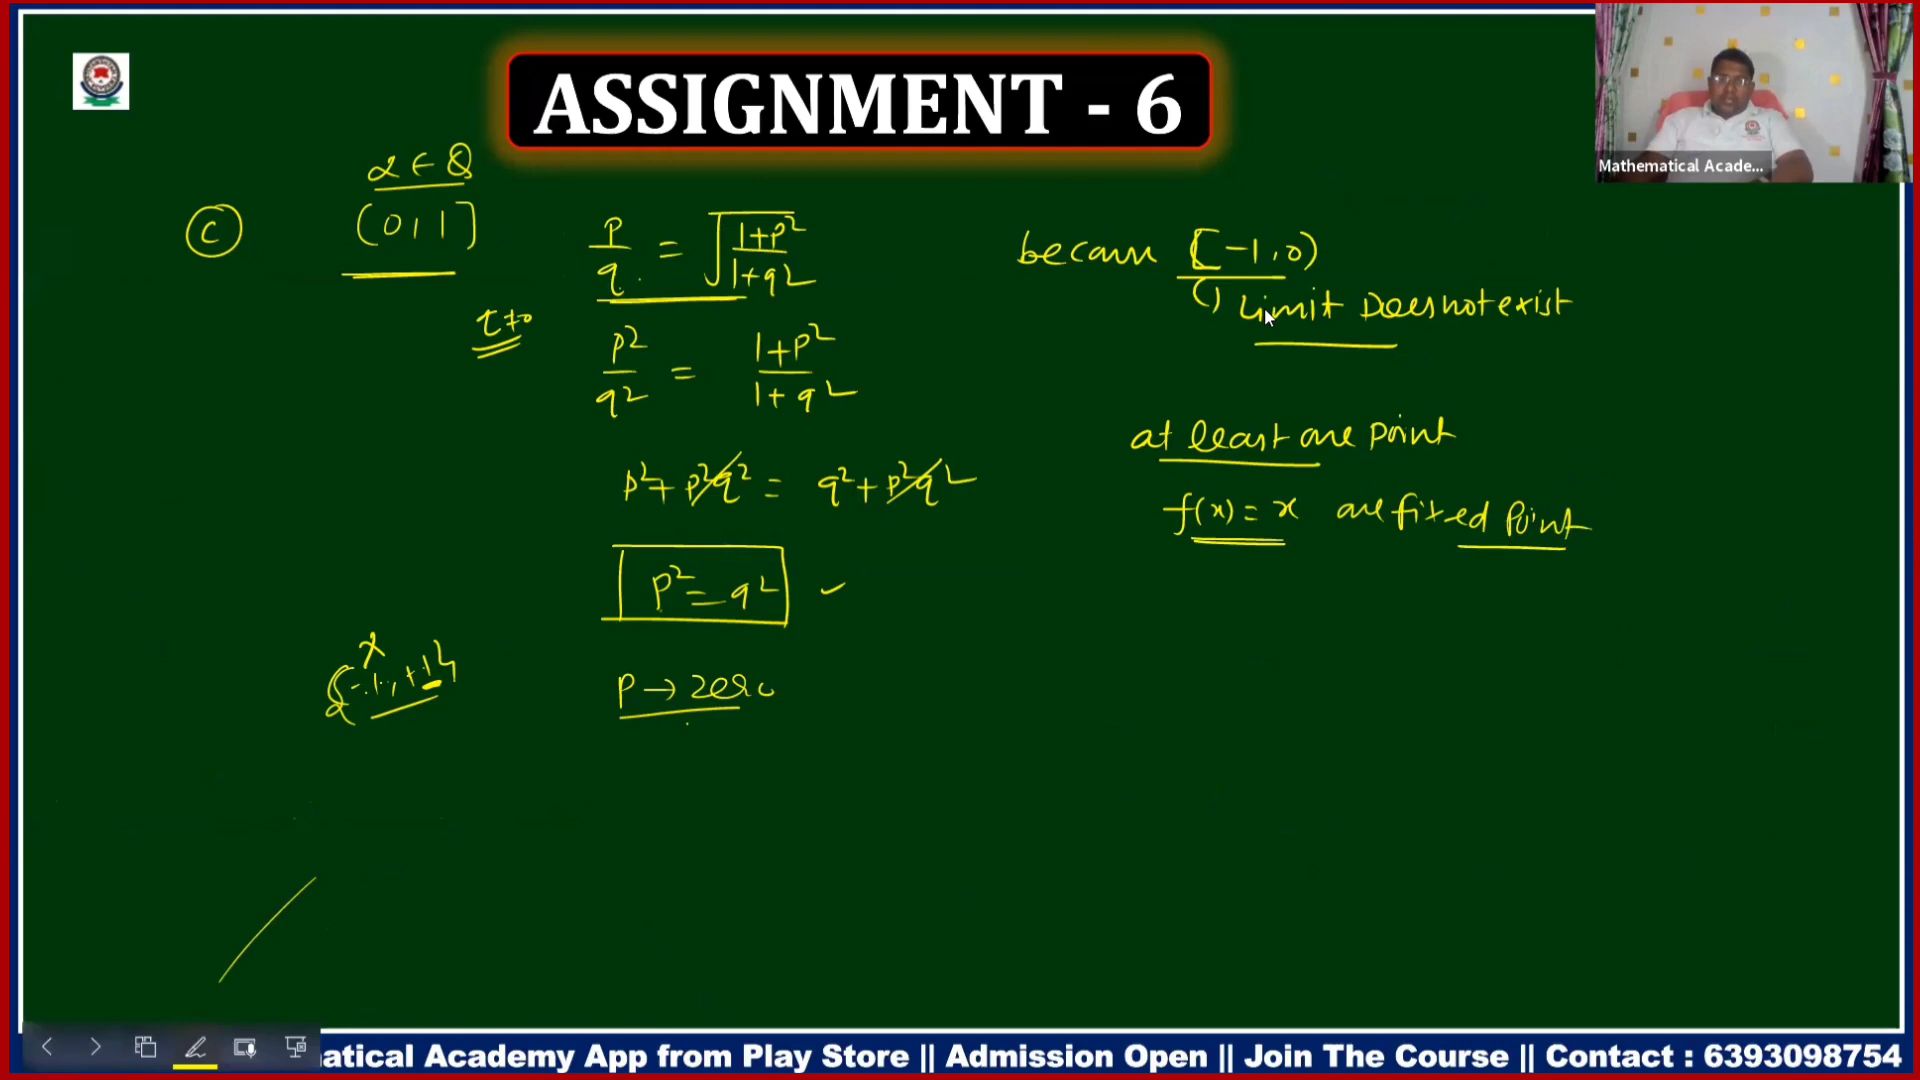 ASSIGNMENT - 6
Mathematical Acade...
α ∈ Q
(0, 1]
(c)
p/q = √((1+p²)/(1+q²))
p²/q² = (1+p²)/(1+q²)
p² + p²q² = q² + p²q²
p² = q²
p → zero
{-1, +1}
becaus [-1, 0)
() Limit Does not exist
at least one point
f(x) = x are fixed point
atical Academy App from Play Store || Admission Open || Join The Course || Contact : 6393098754